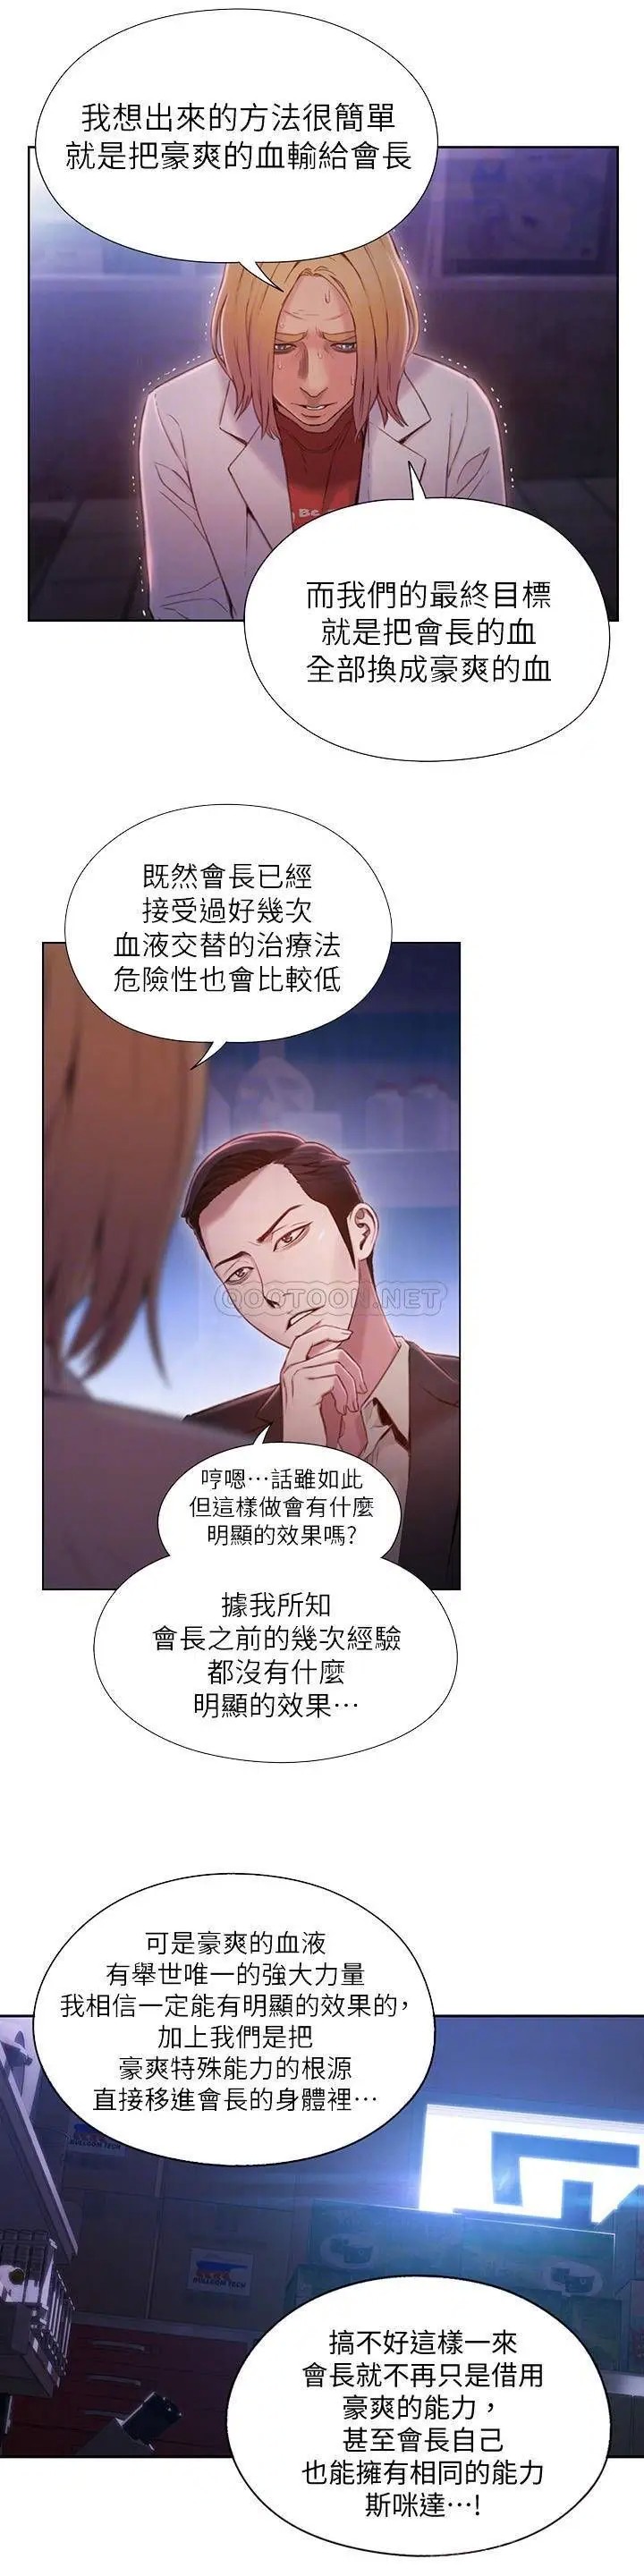 我想出來的方法很簡單
就是把豪爽的血輸給會長
而我們的最終目標
就是把會長的血
全部換成豪爽的血
既然會長已經
接受過好幾次
血液交替的治療法
危險性也會比較低
QOOTOON.NET
哼嗯…話雖如此
但這樣做會有什麼
明顯的效果嗎?
據我所知
會長之前的幾次經驗
都沒有什麼
明顯的效果…
可是豪爽的血液
有舉世唯一的強大力量
我相信一定能有明顯的效果的,
加上我們是把
豪爽特殊能力的根源
直接移進會長的身體裡…
BULLGON TECH
BULLGON TECH
搞不好這樣一來
會長就不再只是借用
豪爽的能力,
甚至會長自己
也能擁有相同的能力
斯咪達…!